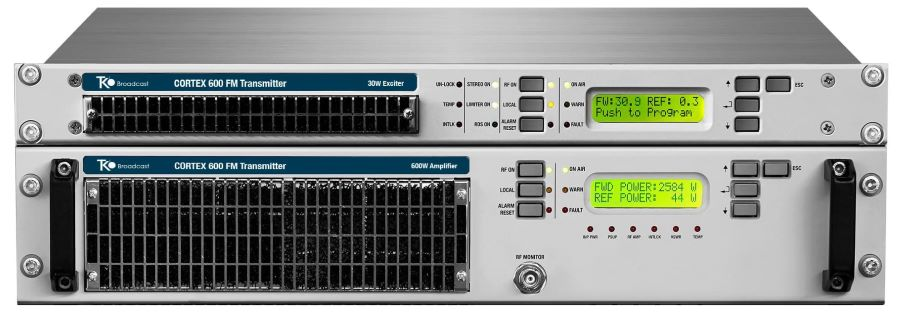 TKO Broadcast CORTEX 600 FM Transmitter 30W Exciter
UN-LOCK STEREO ON RF ON ON AIR ESC
TEMP LIMITER ON LOCAL WARN
INTLK RDS ON ALARM RESET FAULT
FW:30.9 REF: 0.3
Push to Program
TKO Broadcast CORTEX 600 FM Transmitter 600W Amplifier
RF ON ON AIR ESC
LOCAL WARN
ALARM RESET FAULT
FWD POWER:2584 W
REF POWER: 44 W
INP PWR PSUP RF AMP INTLCK RSWR TEMP
RF MONITOR